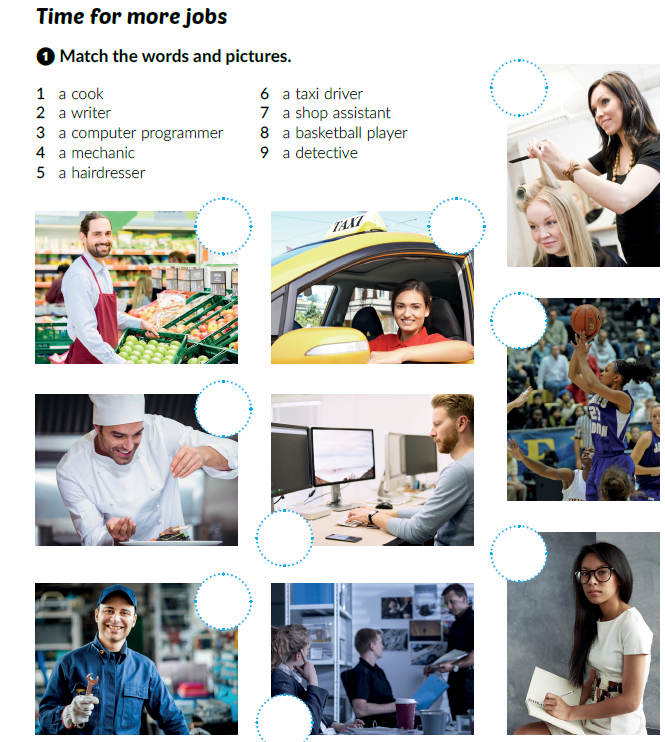 Time for more jobs
1 Match the words and pictures.
1 a cook
2 a writer
3 a computer programmer
4 a mechanic
5 a hairdresser
6 a taxi driver
7 a shop assistant
8 a basketball player
9 a detective
TAXI
21